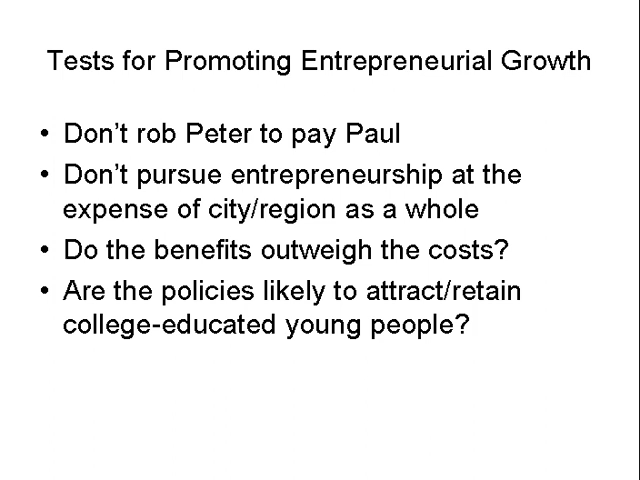 Tests for Promoting Entrepreneurial Growth
• Don’t rob Peter to pay Paul
• Don’t pursue entrepreneurship at the
expense of city/region as a whole
• Do the benefits outweigh the costs?
• Are the policies likely to attract/retain
college-educated young people?